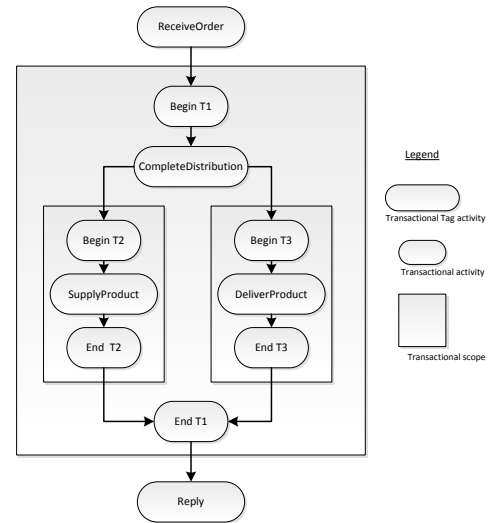 ReceiveOrder
Begin T1
CompleteDistribution
Begin T2
Begin T3
SupplyProduct
DeliverProduct
End T2
End T3
End T1
Reply
Legend
Transactional Tag activity
Transactional activity
Transactional scope